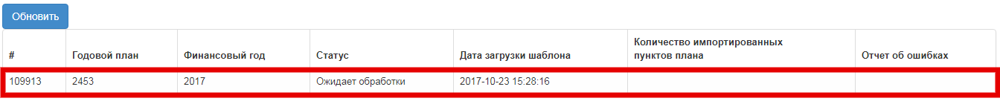 Обновить
# Годовой план Финансовый год Статус Дата загрузки шаблона Количество импортированных пунктов плана Отчет об ошибках
109913 2453 2017 Ожидает обработки 2017-10-23 15:28:16